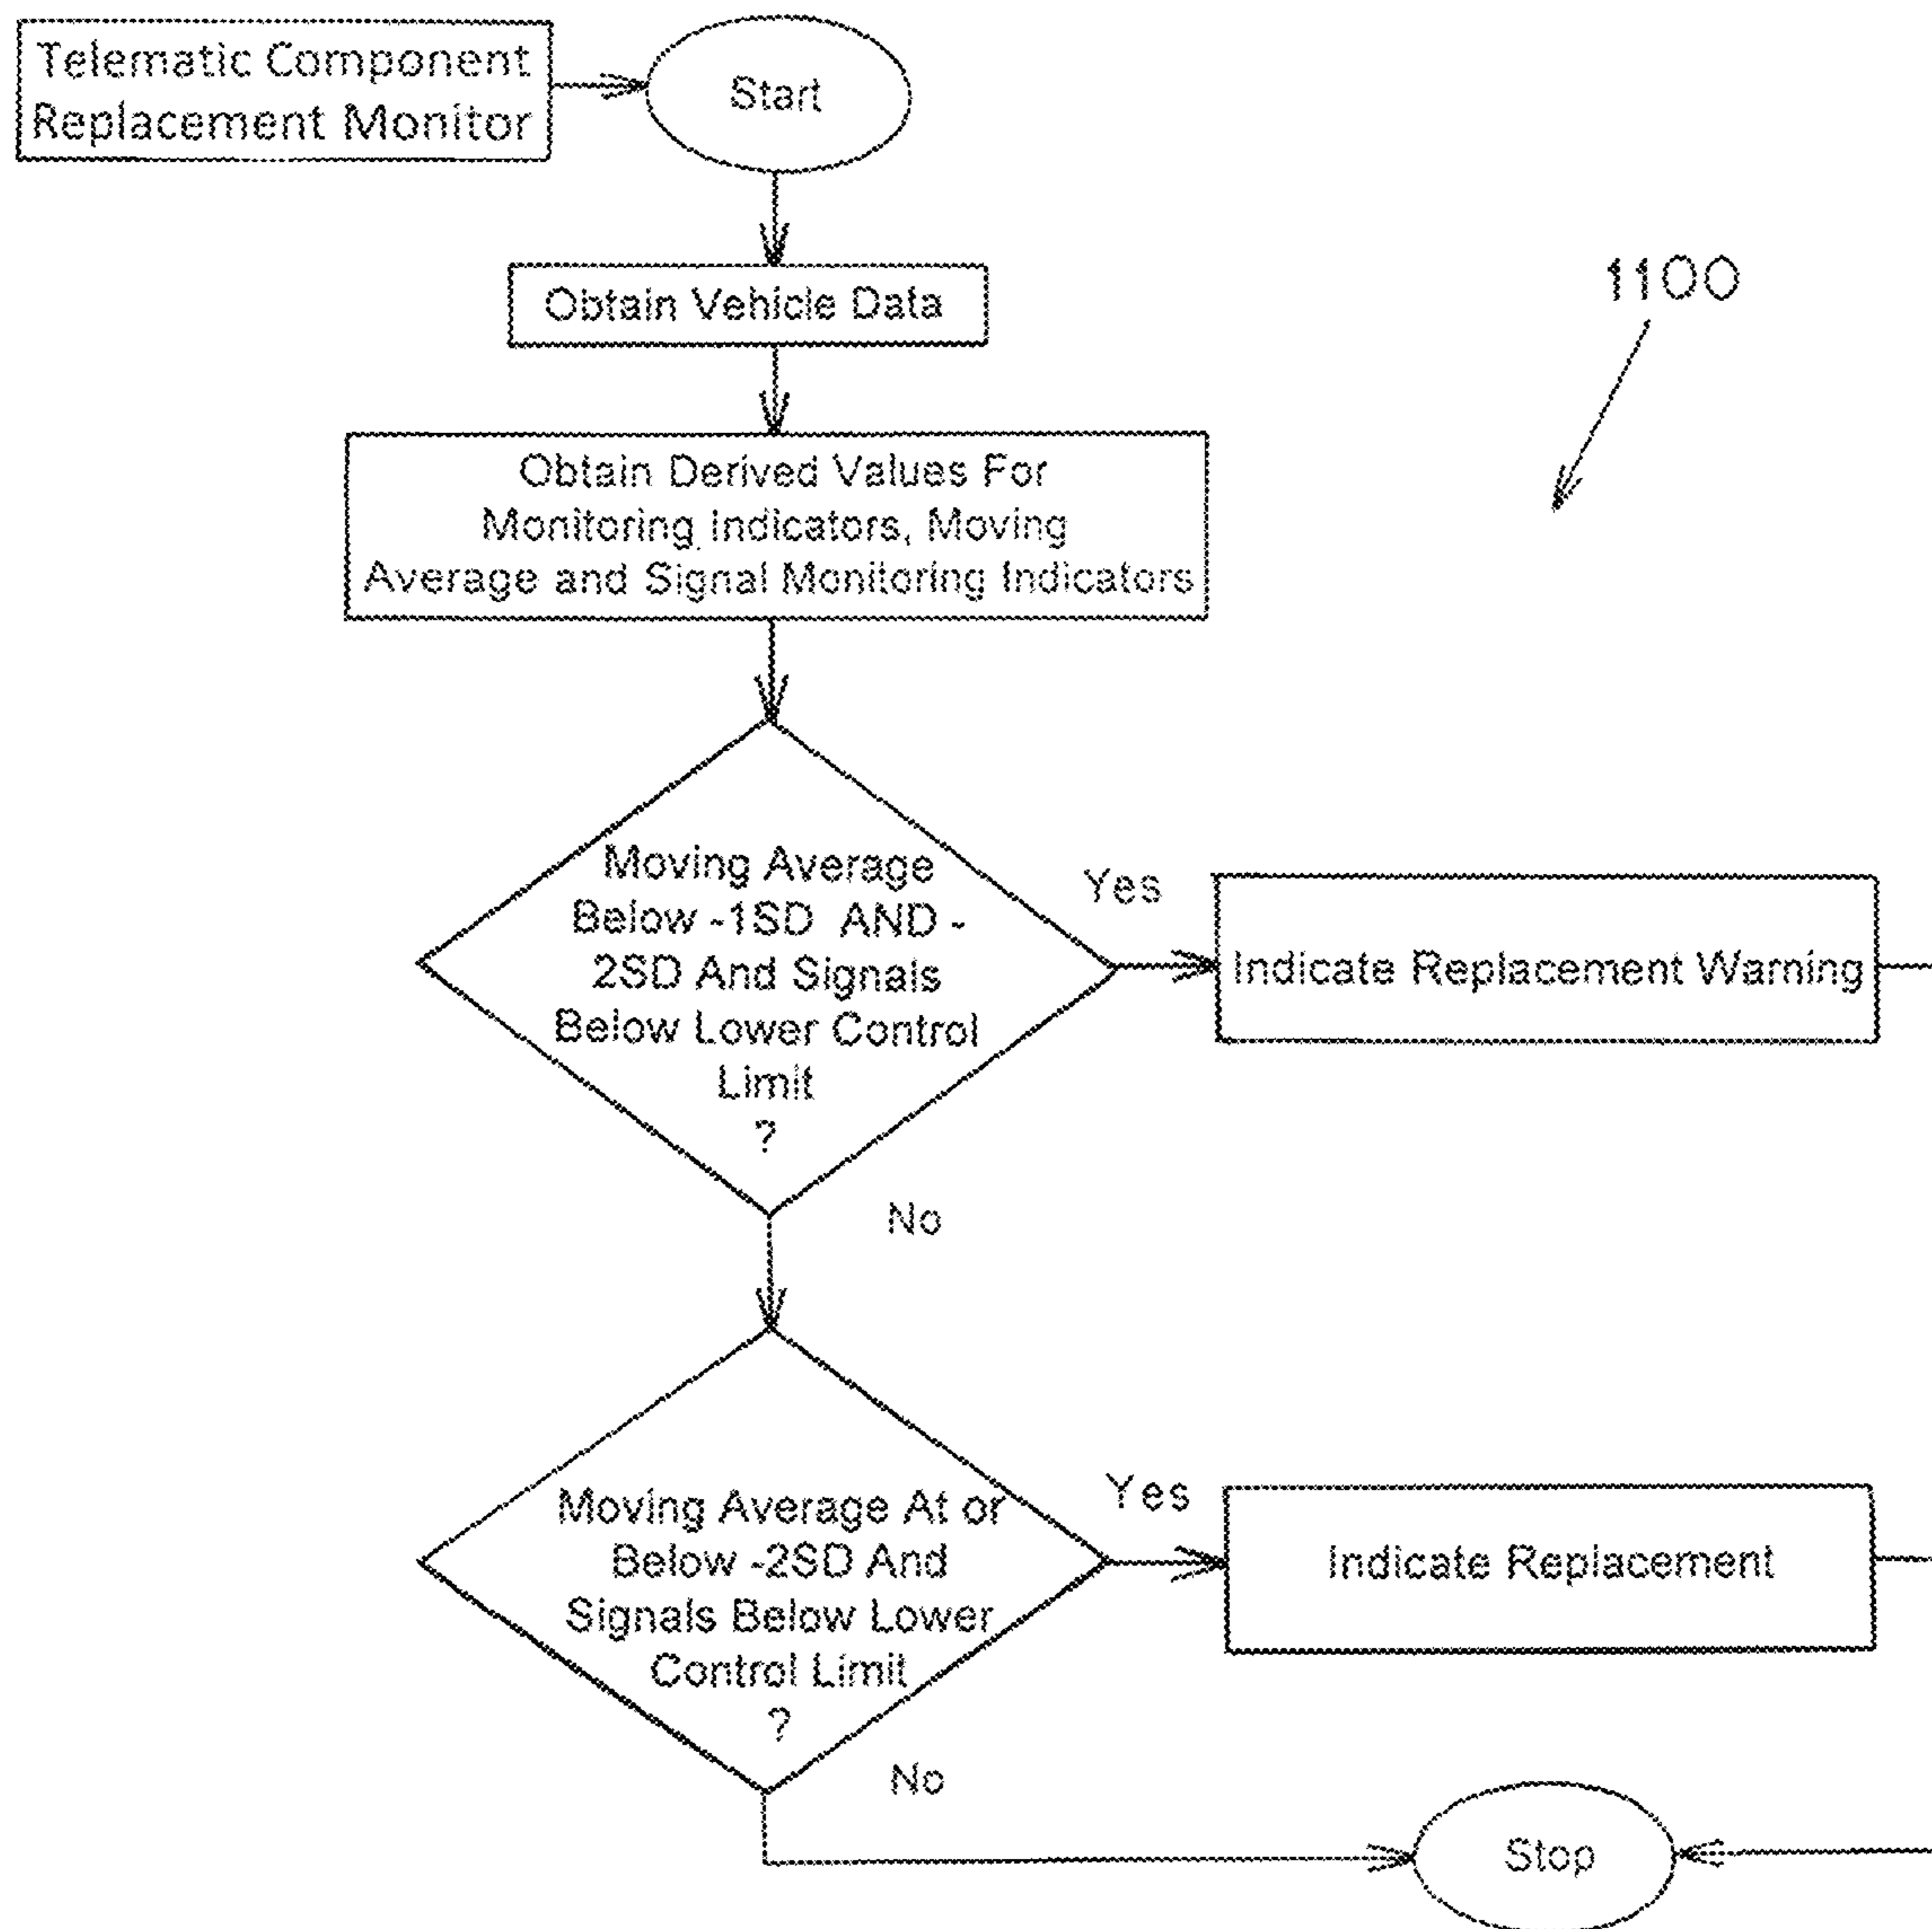 Telematic Component
Replacement Monitor
Start
Obtain Vehicle Data
1100
Obtain Derived Values For
Monitoring Indicators, Moving
Average and Signal Monitoring Indicators
Moving Average
Below -1SD AND -
2SD And Signals
Below Lower Control
Limit
?
Yes
Indicate Replacement Warning
No
Moving Average At or
Below -2SD And
Signals Below Lower
Control Limit
?
Yes
Indicate Replacement
No
Stop